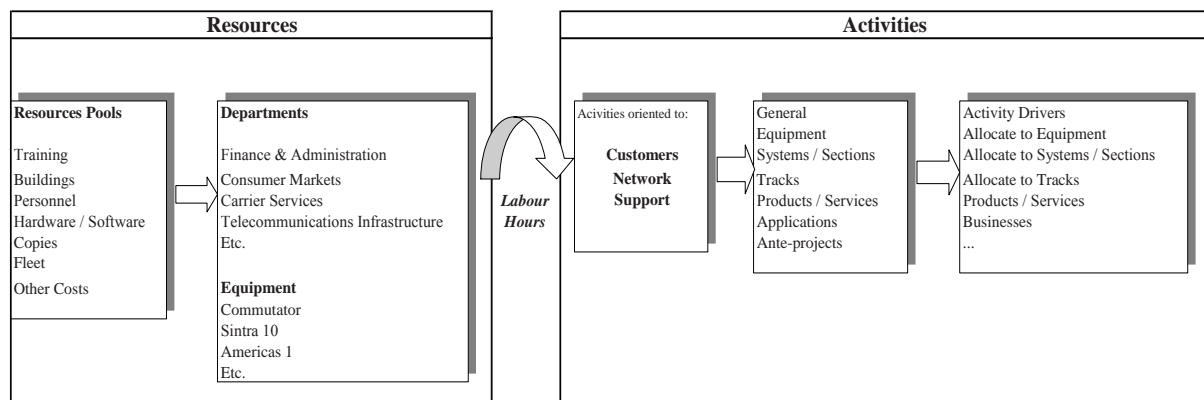 Resources
Activities
Resources Pools
Training
Buildings
Personnel
Hardware / Software
Copies
Fleet
Other Costs
Departments
Finance & Administration
Consumer Markets
Carrier Services
Telecommunications Infrastructure
Etc.
Equipment
Commutator
Sintra 10
Americas 1
Etc.
Labour
Hours
Acivities oriented to:
Customers
Network
Support
General
Equipment
Systems / Sections
Tracks
Products / Services
Applications
Ante-projects
Activity Drivers
Allocate to Equipment
Allocate to Systems / Sections
Allocate to Tracks
Products / Services
Businesses
...